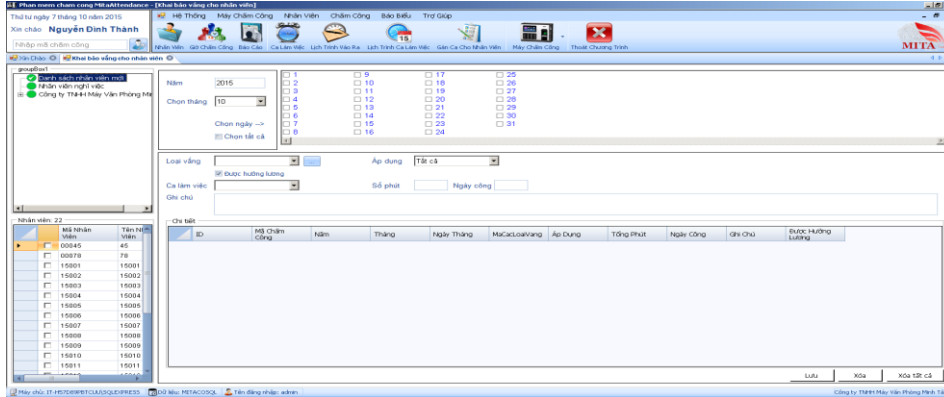 Phan mem cham cong MitaAttendance - [Khai báo vắng cho nhân viên]
Thứ tư ngày 7 tháng 10 năm 2015
Hệ Thống Máy Chấm Công Nhân Viên Chấm Công Báo Biểu Trợ Giúp
Xin chào Nguyễn Đình Thành
Nhập mã chấm công
Nhân Viên Giờ Chấm Công Báo Cáo Ca Làm Việc Lịch Trình Vào Ra Lịch Trình Ca Làm Việc Gán Ca Cho Nhân Viên Máy Chấm Công Thoát Chương Trình
MITA
Xin Chào Khai báo vắng cho nhân viên
groupBox1
Danh sách nhân viên mới
Nhân viên nghỉ việc
Công ty TNHH Máy Văn Phòng
Năm 2015
Chọn tháng 10
Chọn ngày -->
Chọn tất cả
1 9 17 25
2 10 18 26
3 11 19 27
4 12 20 28
5 13 21 29
6 14 22 30
7 15 23 31
8 16 24
Loại vắng Áp dụng Tất cả
Được hưởng lương
Ca làm việc Số phút Ngày công
Ghi chú
Nhân viên: 22
Mã Nhân Viên Tên
00045 45
00078 78
15001 15001
15002 15002
15003 15003
15004 15004
15005 15005
15006 15006
15007 15007
15008 15008
15009 15009
15010 15010
15011 15011
Chi tiết
ID Mã Chấm Công Năm Tháng Ngày Tháng MaCacLoaiVang Áp Dụng Tổng Phút Ngày Công Ghi Chú Được Hưởng Lương
Lưu Xóa Xóa tất cả
Dữ liệu: MITACOSQL Tên đăng nhập: admin
Công ty TNHH Máy Văn Phòng Minh